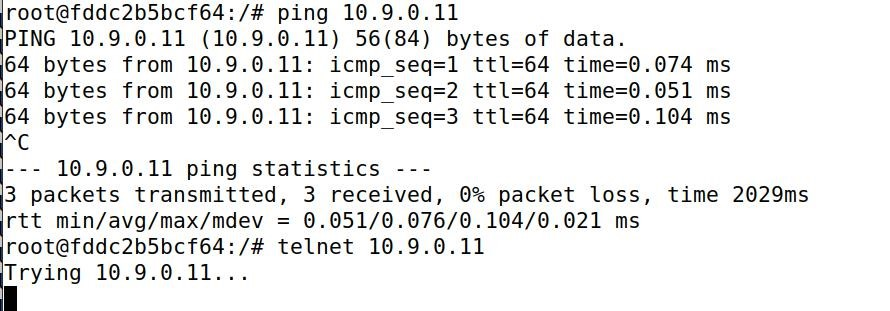 root@fddc2b5bcf64:/# ping 10.9.0.11
PING 10.9.0.11 (10.9.0.11) 56(84) bytes of data.
64 bytes from 10.9.0.11: icmp_seq=1 ttl=64 time=0.074 ms
64 bytes from 10.9.0.11: icmp_seq=2 ttl=64 time=0.051 ms
64 bytes from 10.9.0.11: icmp_seq=3 ttl=64 time=0.104 ms
^C
--- 10.9.0.11 ping statistics ---
3 packets transmitted, 3 received, 0% packet loss, time 2029ms
rtt min/avg/max/mdev = 0.051/0.076/0.104/0.021 ms
root@fddc2b5bcf64:/# telnet 10.9.0.11
Trying 10.9.0.11...